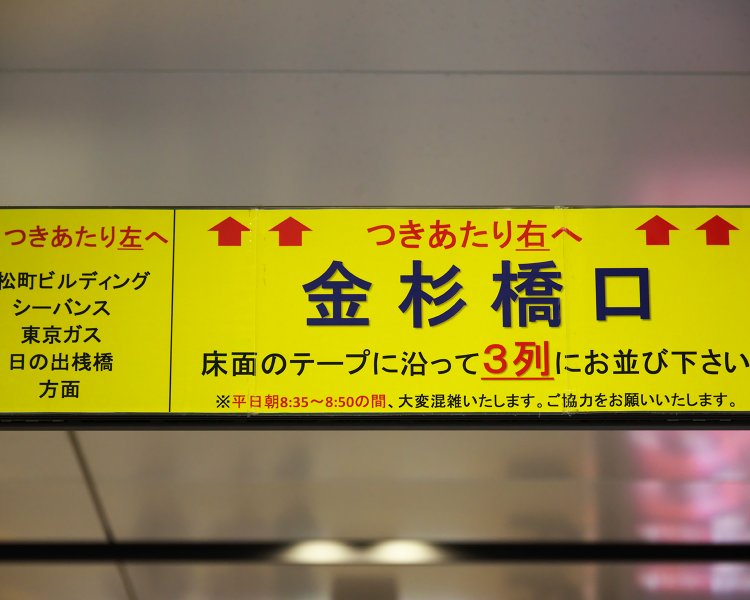 つきあたり左へ
松町ビルディング
シーバンス
東京ガス
日の出桟橋
方面
つきあたり右へ
金杉橋口
床面のテープに沿って3列にお並び下さい
※平日朝8:35～8:50の間、大変混雑いたします。ご協力をお願いいたします。